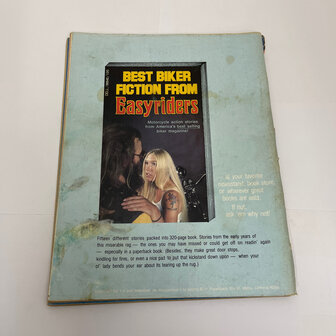 BEST BIKER
FICTION FROM
Easyriders
Motorcycle action stories
from America's best selling
biker magazine!
at your favorite
newsstand, book store,
or wherever great
books are sold.
If not,
ask 'em why not!
Fifteen different stories packed into 320-page book. Stories from the early years of
this miserable rag — the ones you may have missed or could get off on readin' again
— especially in a paperback book. (Besides, they make great door stops,
kindling for fires, or even a nice pad to put that kickstand down upon — when your
ol' lady bends your ear about its tearing up the rug.)